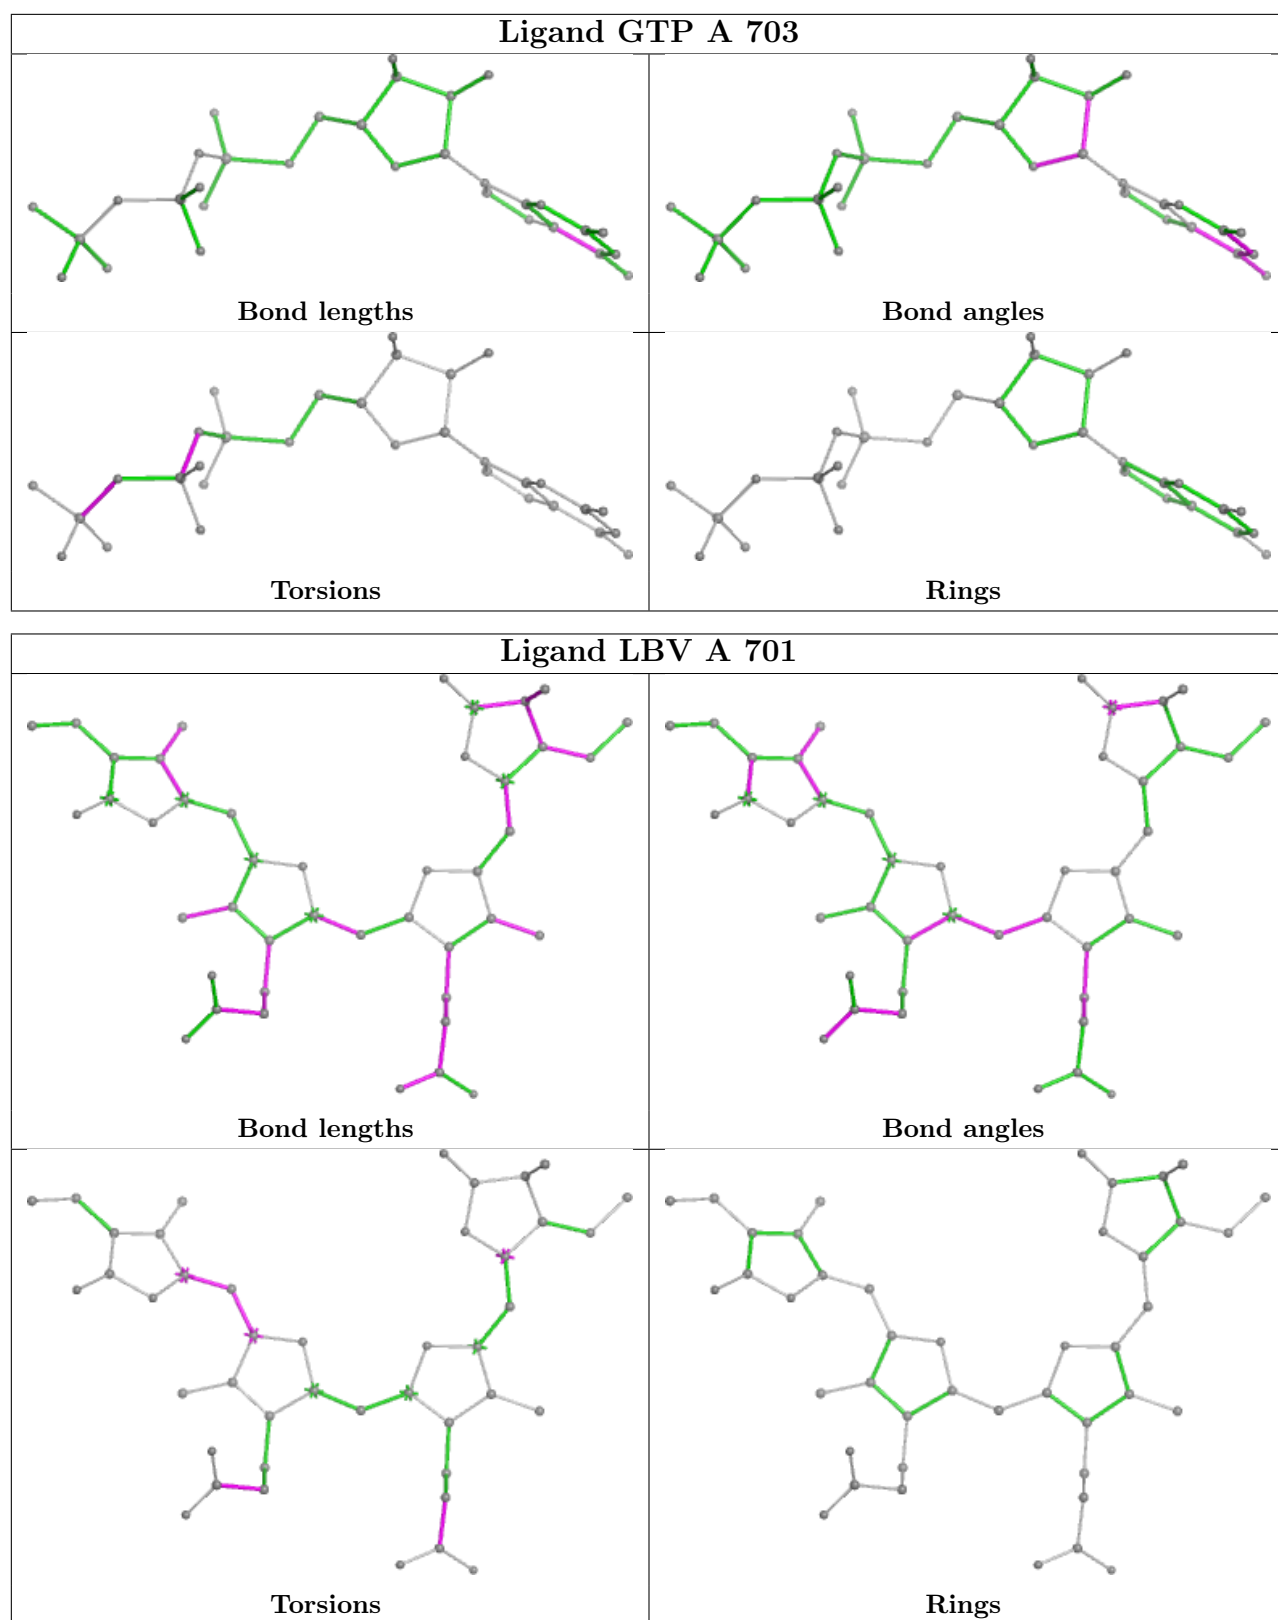 Ligand GTP A 703
Bond lengths
Bond angles
Torsions
Rings
Ligand LBV A 701
Bond lengths
Bond angles
Torsions
Rings